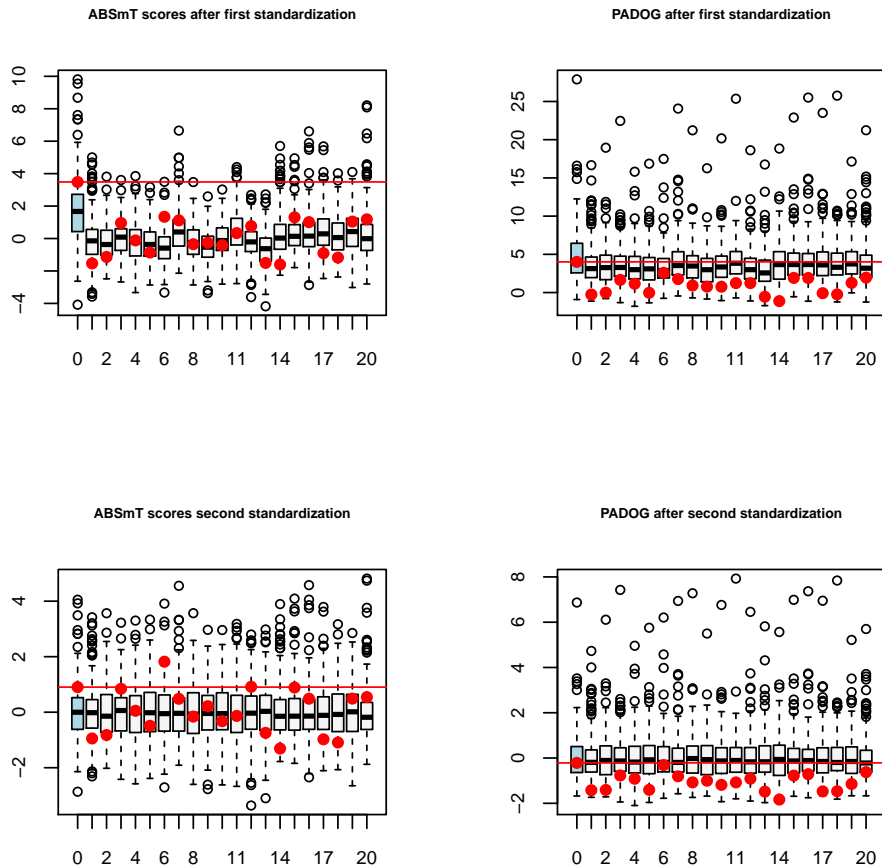 ABSmT scores after first standardization
10
8
6
4
2
0
−4
0 2 4 6 8 11 14 17 20
PADOG after first standardization
25
20
15
10
5
0
0 2 4 6 8 11 14 17 20
ABSmT scores second standardization
4
2
0
−2
0 2 4 6 8 11 14 17 20
PADOG after second standardization
8
6
4
2
0
−2
0 2 4 6 8 11 14 17 20